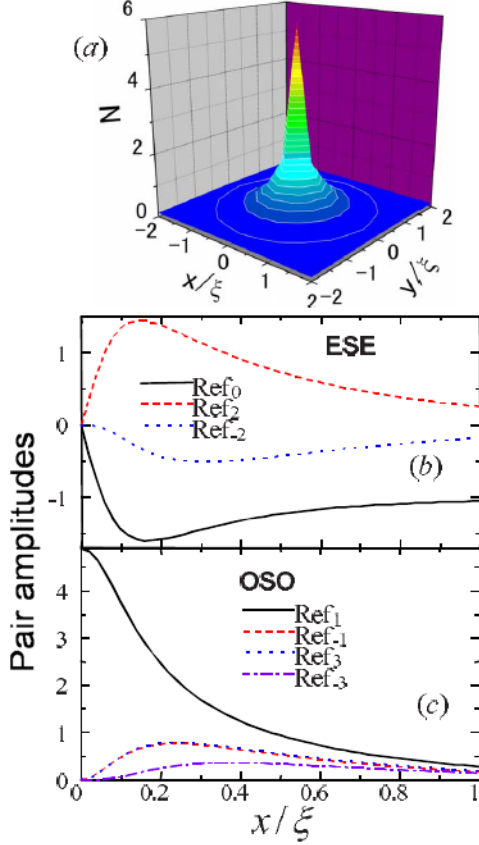 (a)
6
4
2
0
N
-2
-1
0
1
2
x/ξ
-2
-1
0
1
2
y/ξ
Pair amplitudes
1
0
-1
ESE
Ref₀
Ref₂
Ref₋₂
(b)
4
3
2
1
0
OSO
Ref₁
Ref₋₁
Ref₃
Ref₋₃
(c)
0 0.2 0.4 0.6 0.8 1
x/ξ